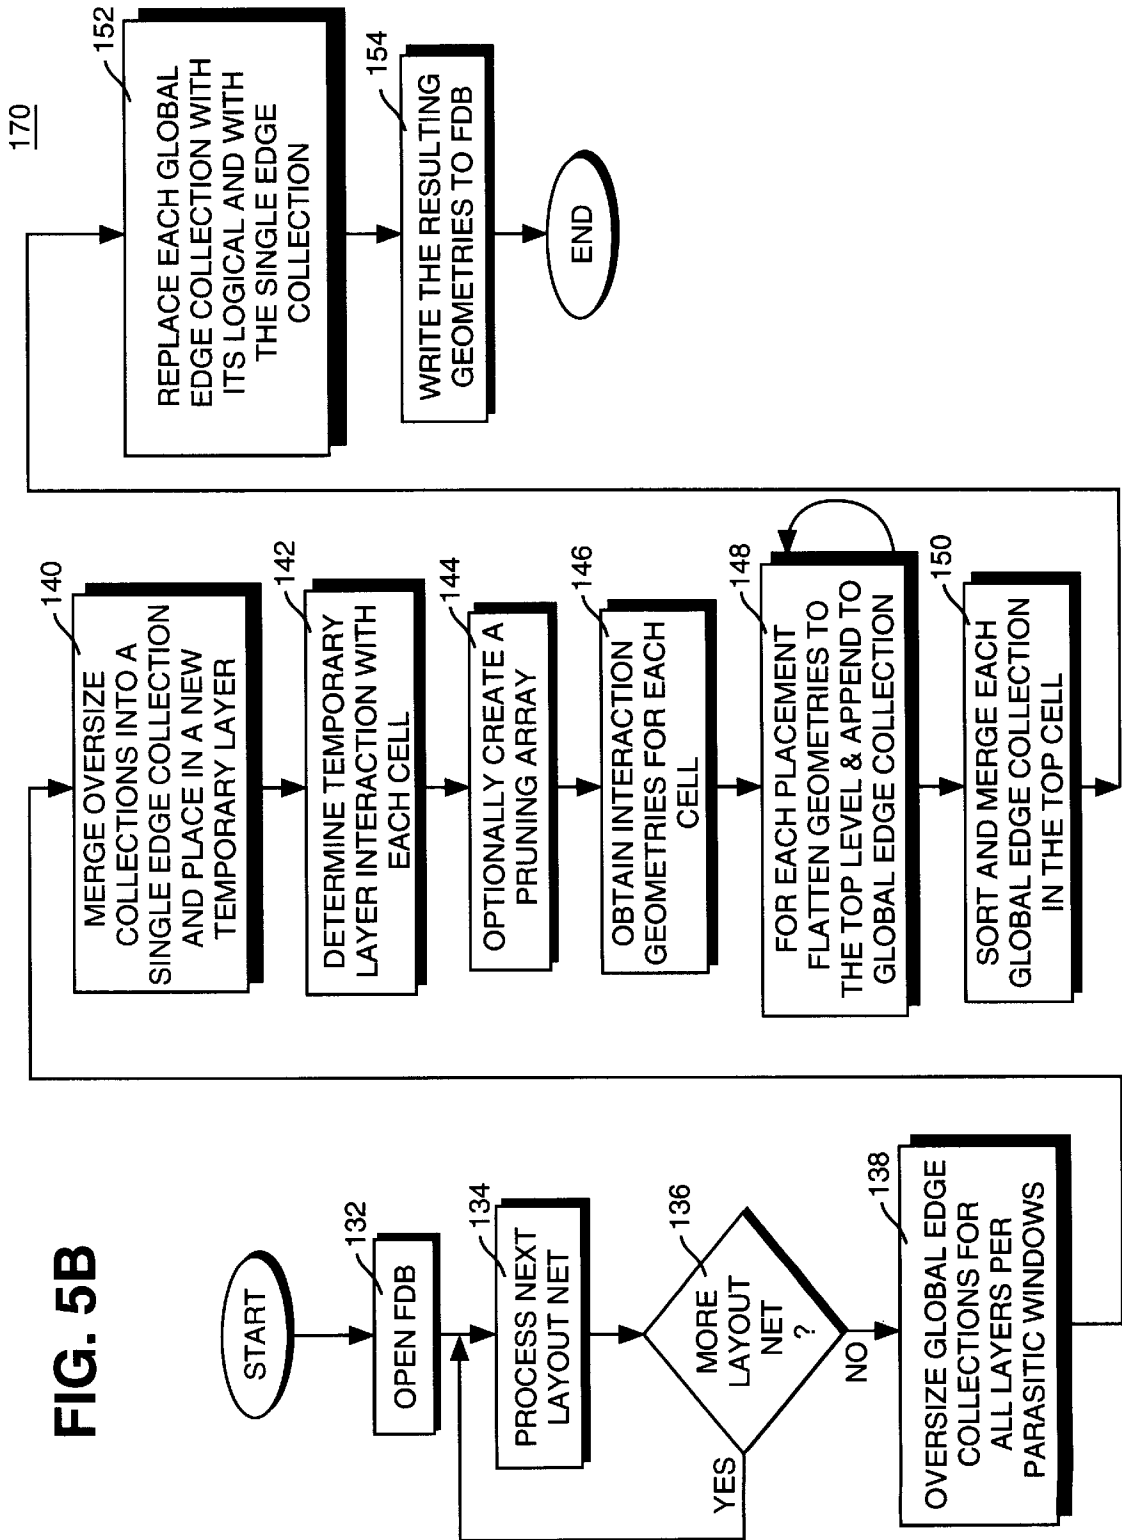 FIG. 5B
170
START
132
OPEN FDB
134
PROCESS NEXT
LAYOUT NET
136
MORE
LAYOUT
NET
?
YES
NO
138
OVERSIZE GLOBAL EDGE
COLLECTIONS FOR
ALL LAYERS PER
PARASITIC WINDOWS
140
MERGE OVERSIZE
COLLECTIONS INTO A
SINGLE EDGE COLLECTION
AND PLACE IN A NEW
TEMPORARY LAYER
142
DETERMINE TEMPORARY
LAYER INTERACTION WITH
EACH CELL
144
OPTIONALLY CREATE A
PRUNING ARRAY
146
OBTAIN INTERACTION
GEOMETRIES FOR EACH
CELL
148
FOR EACH PLACEMENT
FLATTEN GEOMETRIES TO
THE TOP LEVEL & APPEND TO
GLOBAL EDGE COLLECTION
150
SORT AND MERGE EACH
GLOBAL EDGE COLLECTION
IN THE TOP CELL
152
REPLACE EACH GLOBAL
EDGE COLLECTION WITH
ITS LOGICAL AND WITH
THE SINGLE EDGE
COLLECTION
154
WRITE THE RESULTING
GEOMETRIES TO FDB
END